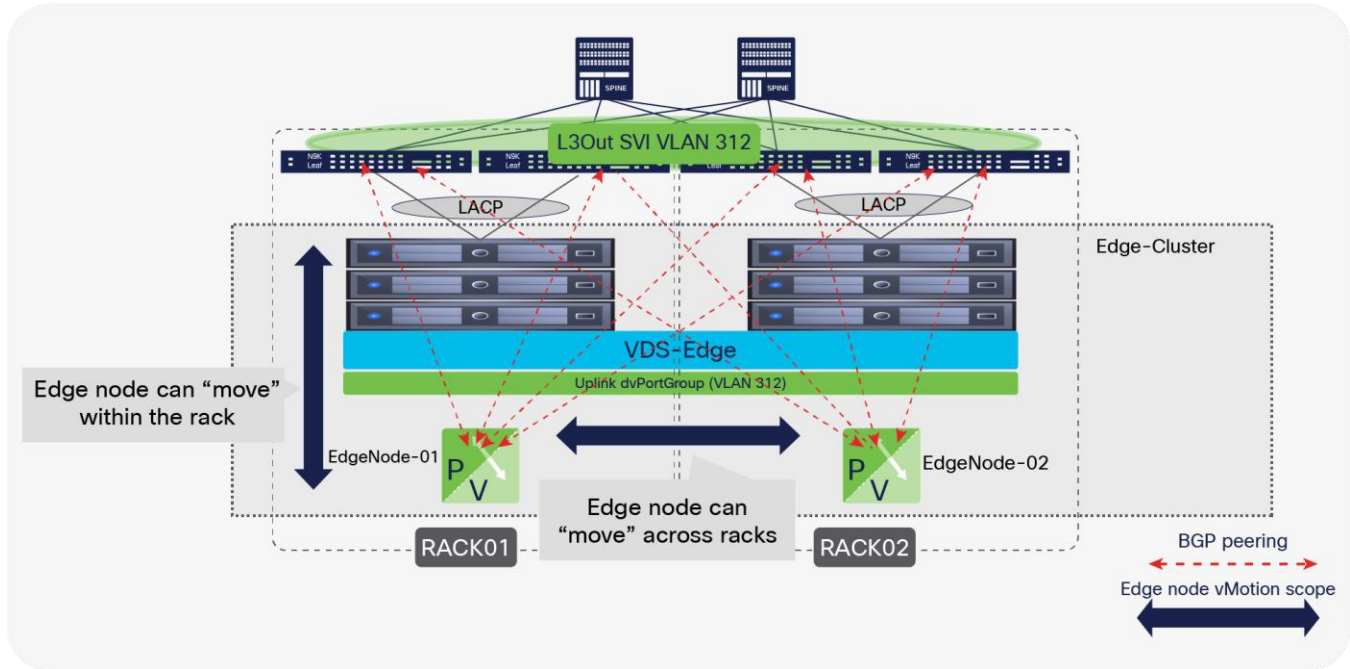 SPINE
SPINE
L3Out SVI VLAN 312
N9K
Leaf
N9K
Leaf
N9K
Leaf
N9K
Leaf
LACP
LACP
Edge-Cluster
VDS-Edge
Uplink dvPortGroup (VLAN 312)
Edge node can “move”
within the rack
EdgeNode-01
P
V
P
V
EdgeNode-02
Edge node can
“move” across racks
RACK01
RACK02
BGP peering
Edge node vMotion scope